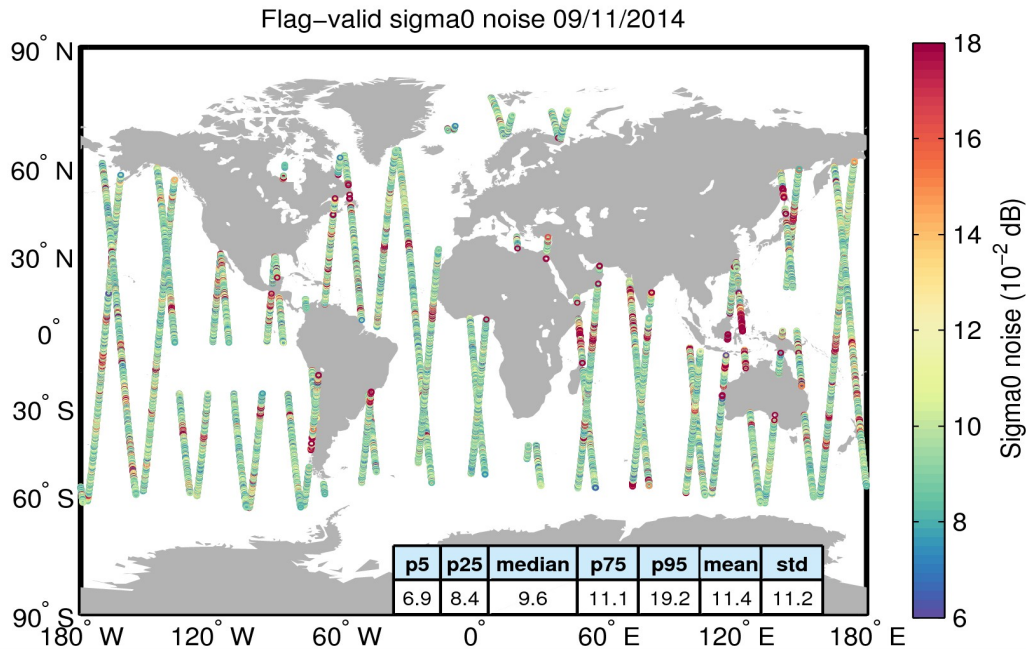 Flag-valid sigma0 noise 09/11/2014
90° N
60° N
30° N
0°
30° S
60° S
90° S
180° W 120° W 60° W 0° 60° E 120° E 180° E
p5 p25 median p75 p95 mean std
6.9 8.4 9.6 11.1 19.2 11.4 11.2
18
16
14
12
10
8
6
Sigma0 noise (10-2 dB)